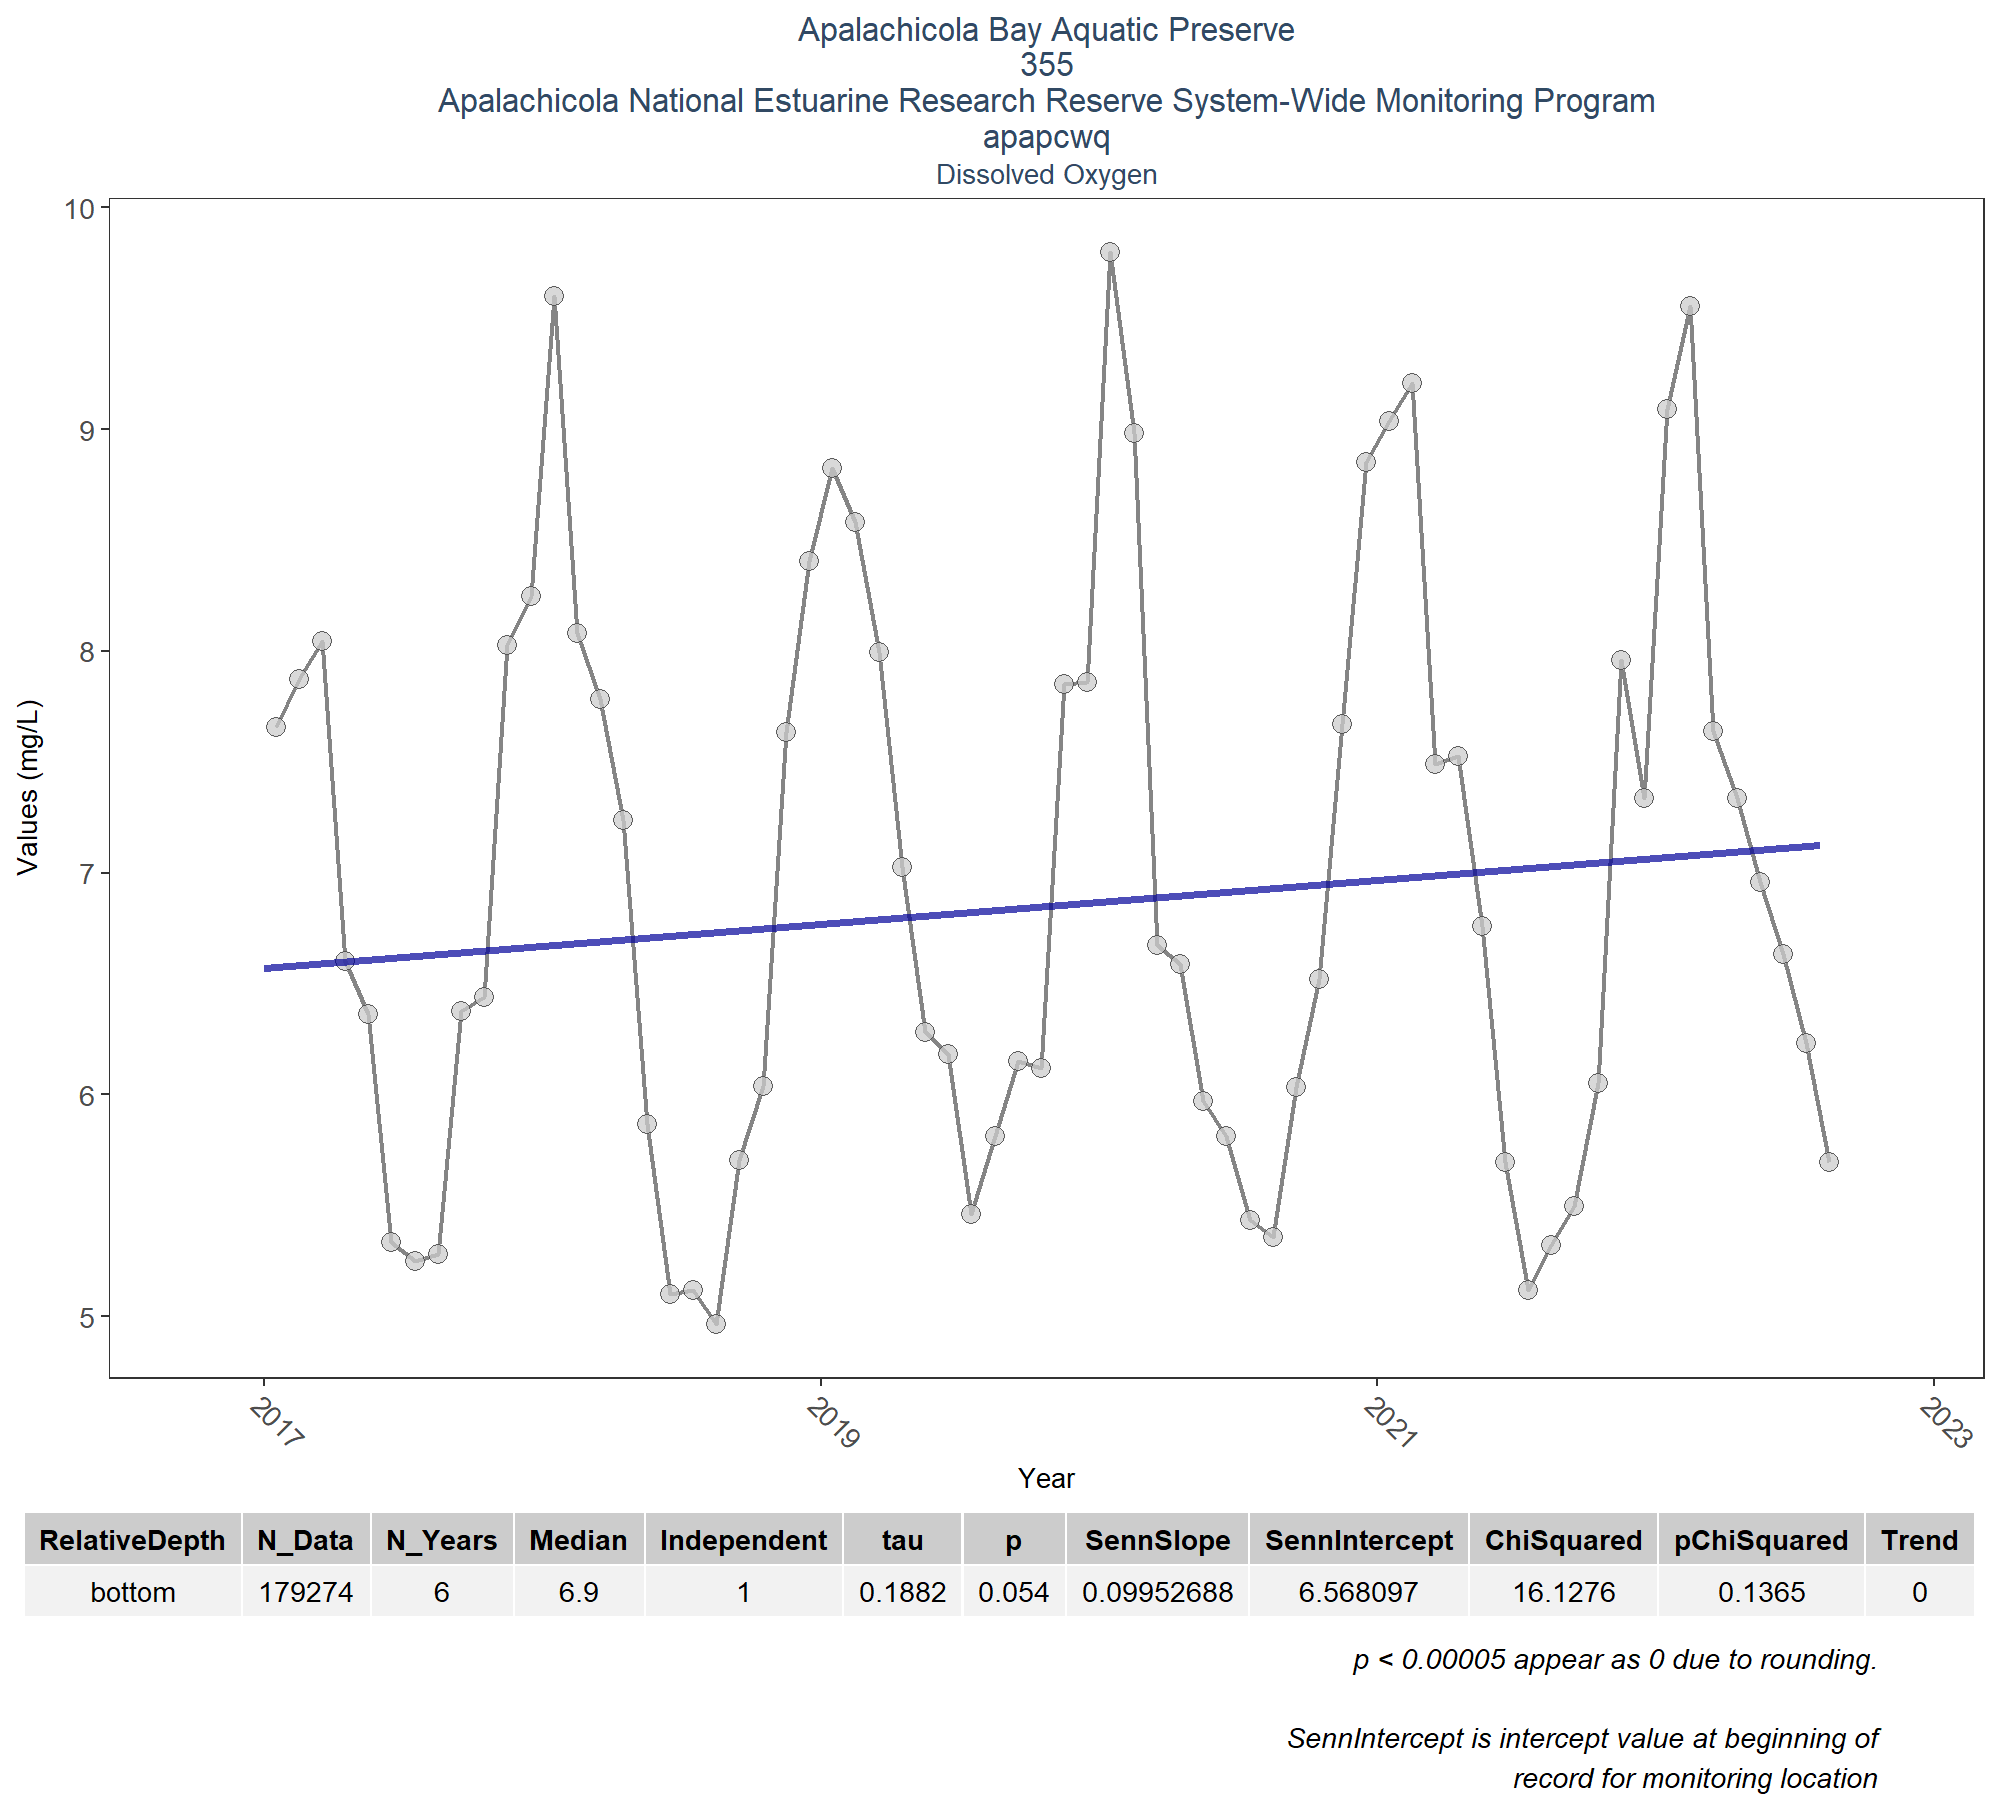 Apalachicola Bay Aquatic Preserve
355
Apalachicola National Estuarine Research Reserve System-Wide Monitoring Program
apapcwq
Dissolved Oxygen
10
9
8
7
6
5
Values (mg/L)
2017
2019
2021
2023
Year
RelativeDepth N_Data N_Years Median Independent tau p SennSlope SennIntercept ChiSquared pChiSquared Trend
bottom 179274 6 6.9 1 0.1882 0.054 0.09952688 6.568097 16.1276 0.1365 0
p < 0.00005 appear as 0 due to rounding.
SennIntercept is intercept value at beginning of
record for monitoring location